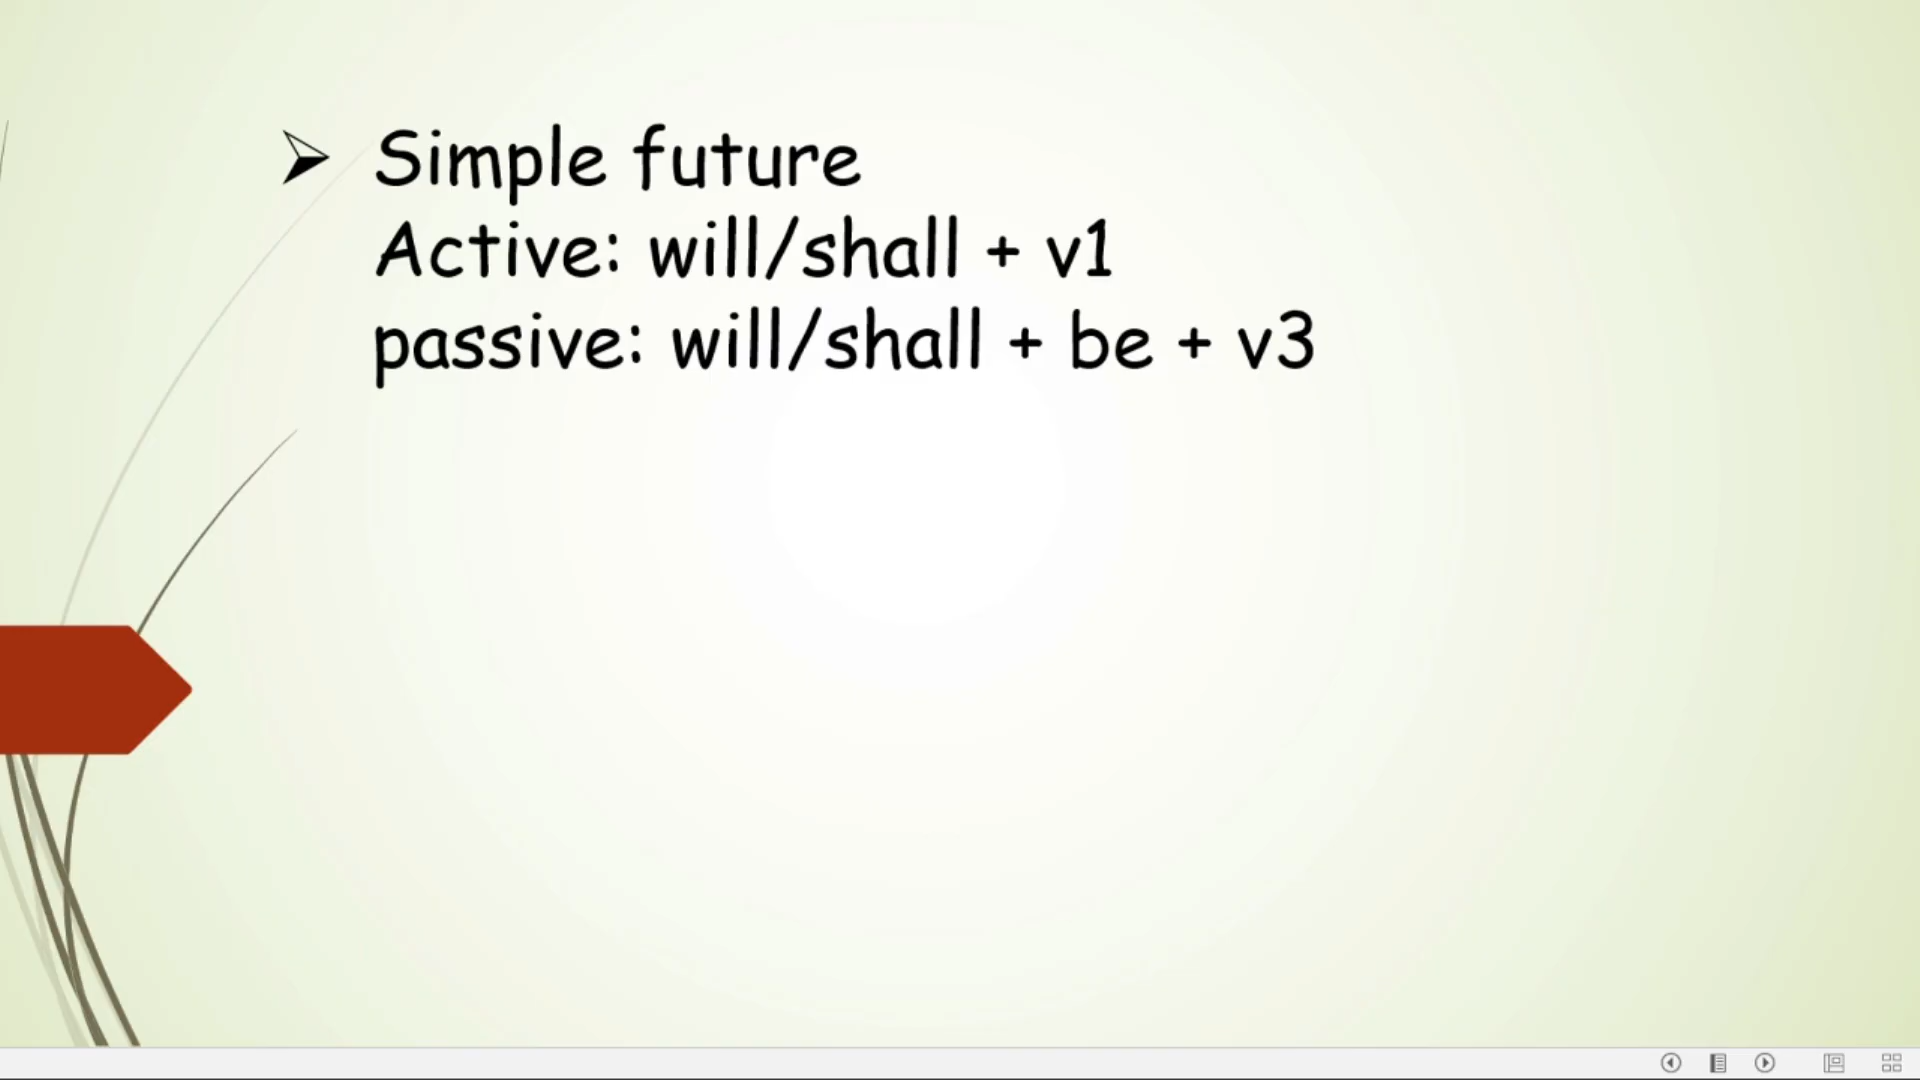 Simple future
Active: will/shall + v1
passive: will/shall + be + v3